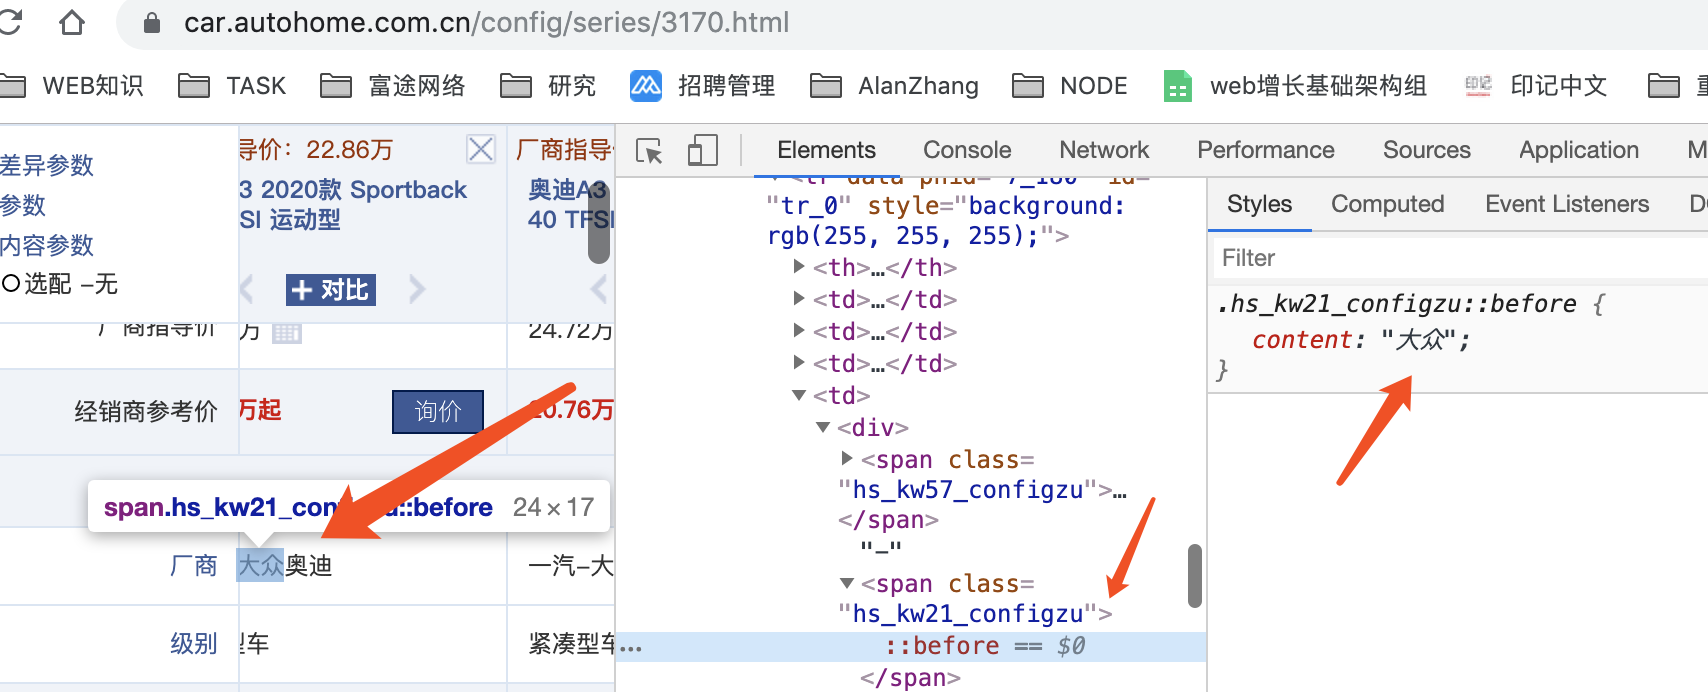 car.autohome.com.cn/config/series/3170.html
WEB知识 TASK 富途网络 研究 招聘管理 AlanZhang NODE web增长基础架构组 印记中文
差异参数
参数
内容参数
选配 -无
导价：22.86万
3 2020款 Sportback
SI 运动型
+ 对比
厂商指导
奥迪A3
40 TFSI
厂商指导价
万
24.72万
经销商参考价
万起
询价
20.76万
span.hs_kw21_configzu::before 24×17
厂商
大众奥迪
一汽-大
级别
型车
紧凑型车
Elements Console Network Performance Sources Application M
"tr_0" style="background:
rgb(255, 255, 255);">
<th>…</th>
<td>…</td>
<td>…</td>
<td>…</td>
<td>
<div>
<span class=
"hs_kw57_configzu">…
</span>
"-"
<span class=
"hs_kw21_configzu">
::before == $0
</span>
Styles Computed Event Listeners
Filter
.hs_kw21_configzu::before {
content: "大众";
}